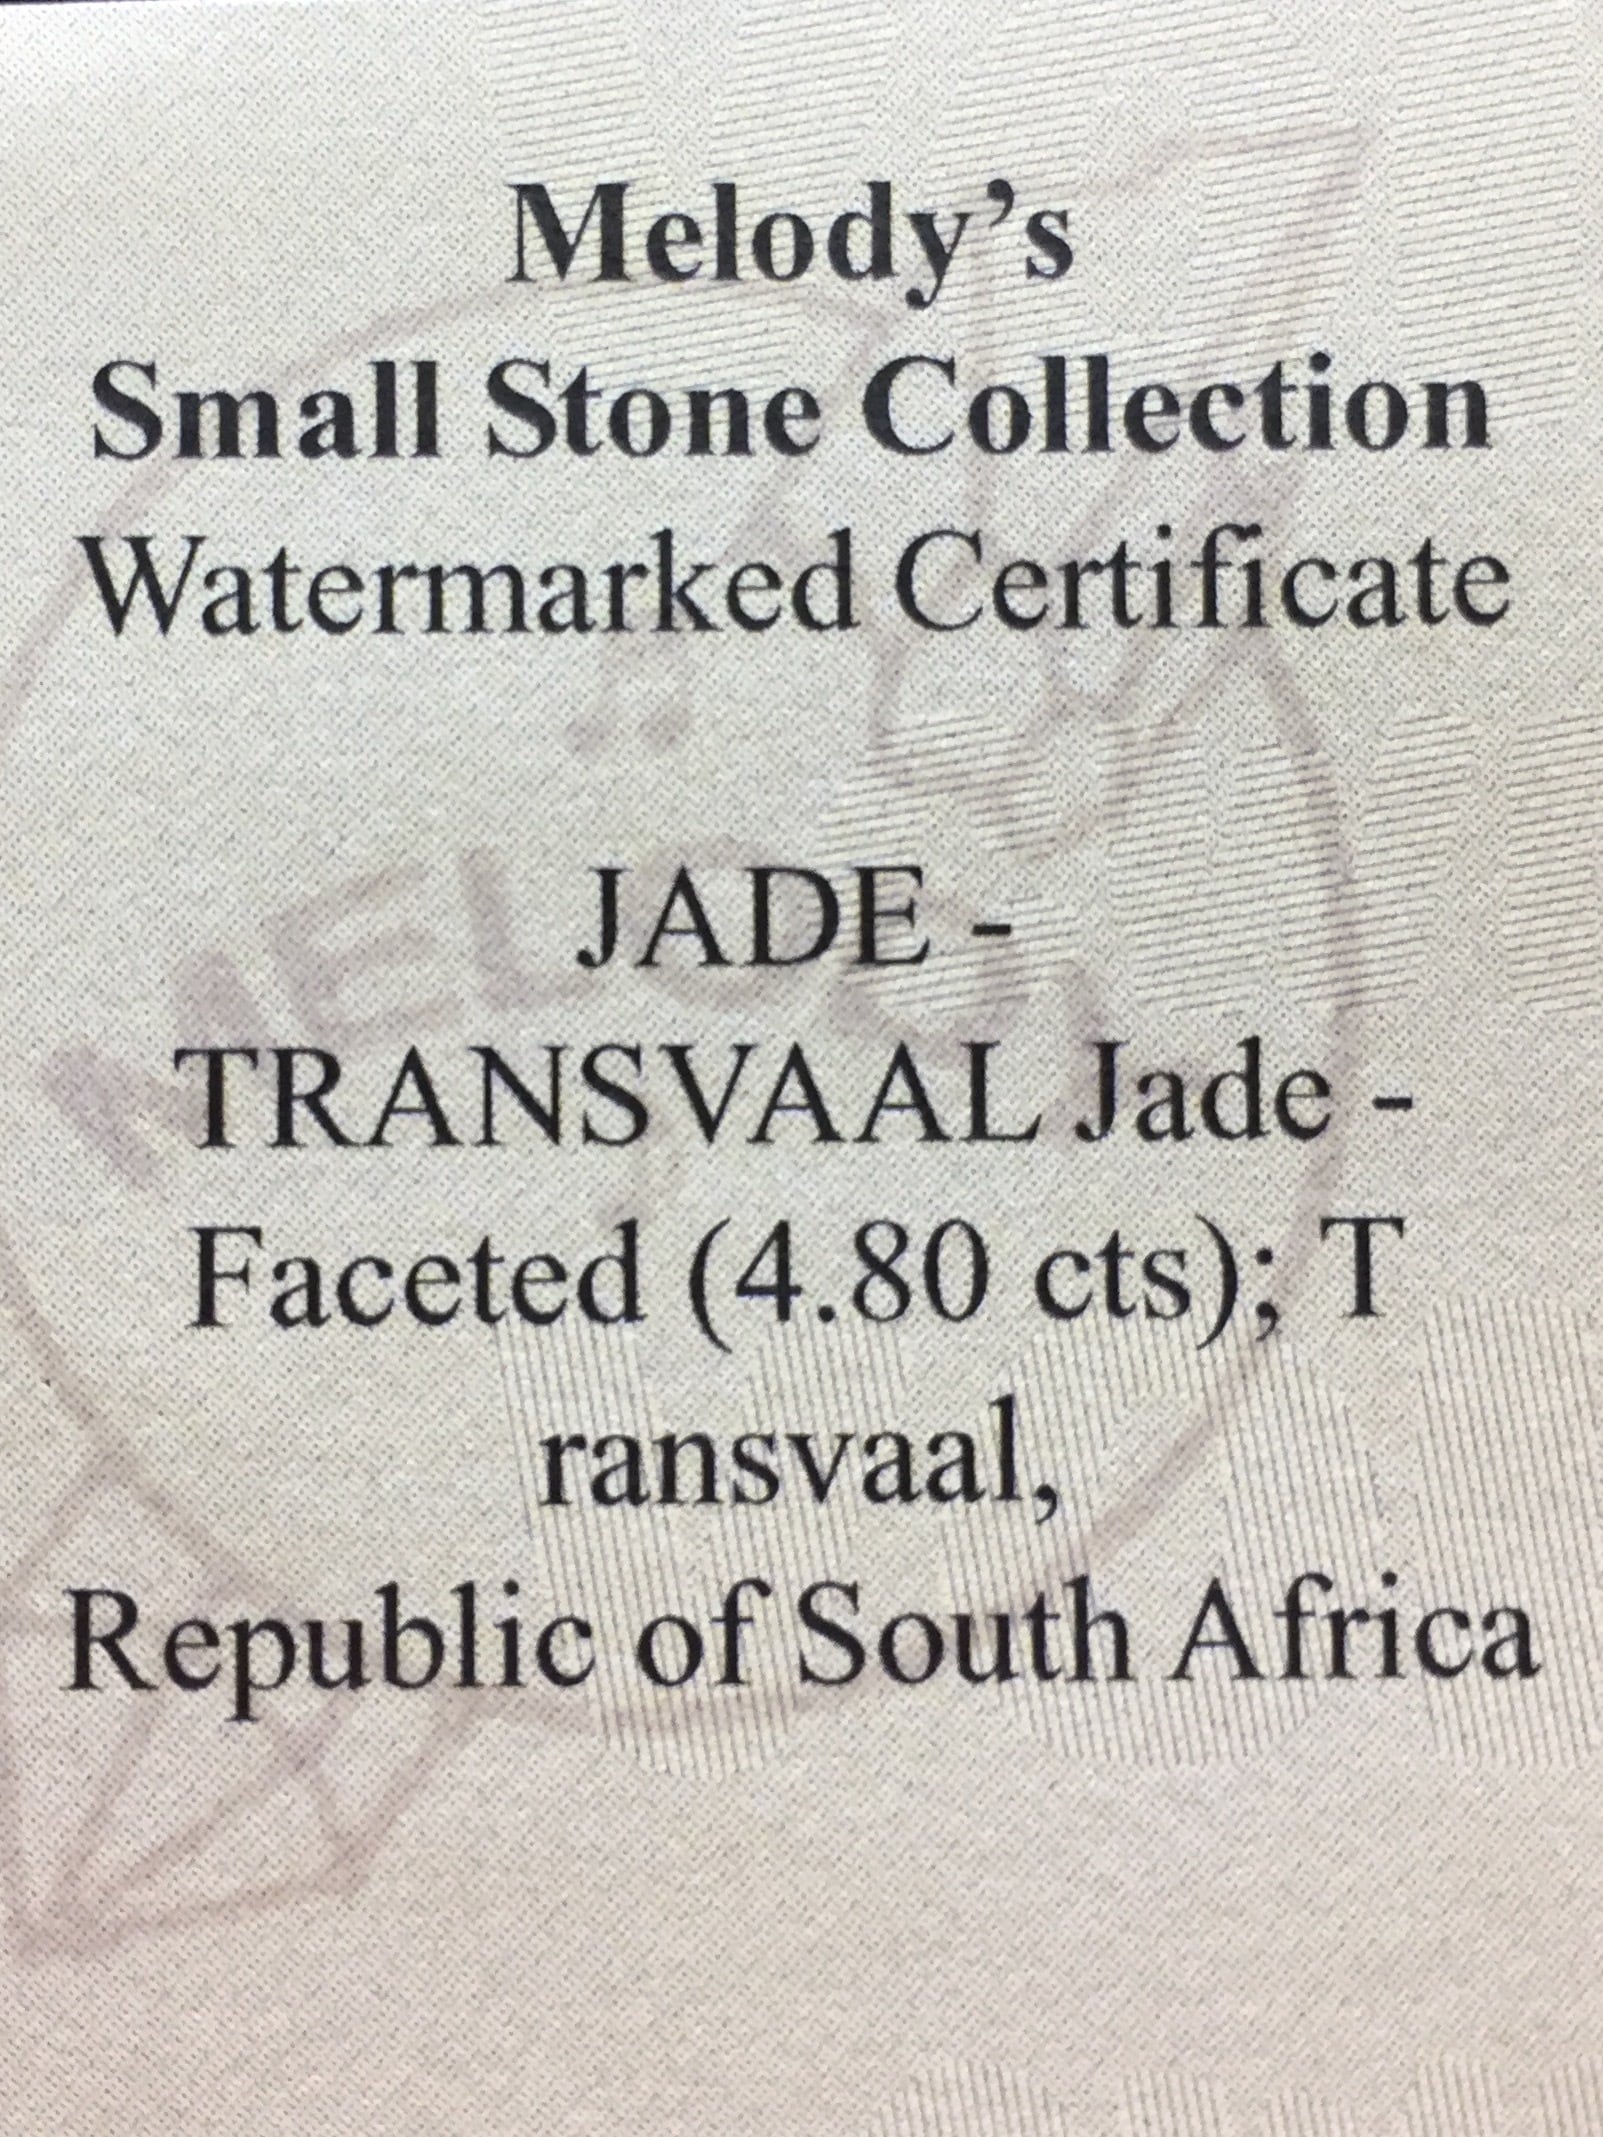 Melody’s
Small Stone Collection
Watermarked Certificate
JADE -
TRANSVAAL Jade -
Faceted (4.80 cts); T
ransvaal,
Republic of South Africa